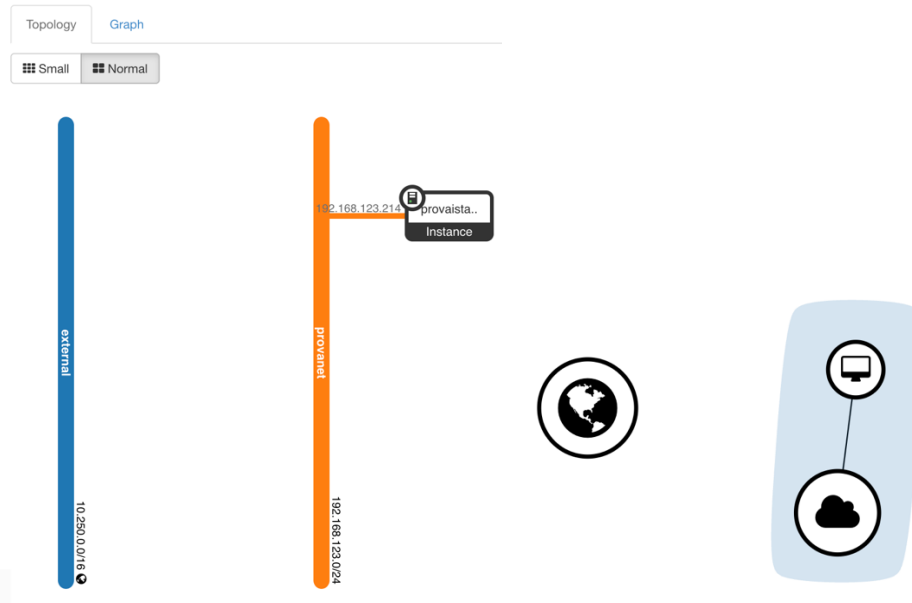 Topology
Graph
Small
Normal
192.168.123.214
provaista..
Instance
external
provanet
10.250.0.0/16
192.168.123.0/24